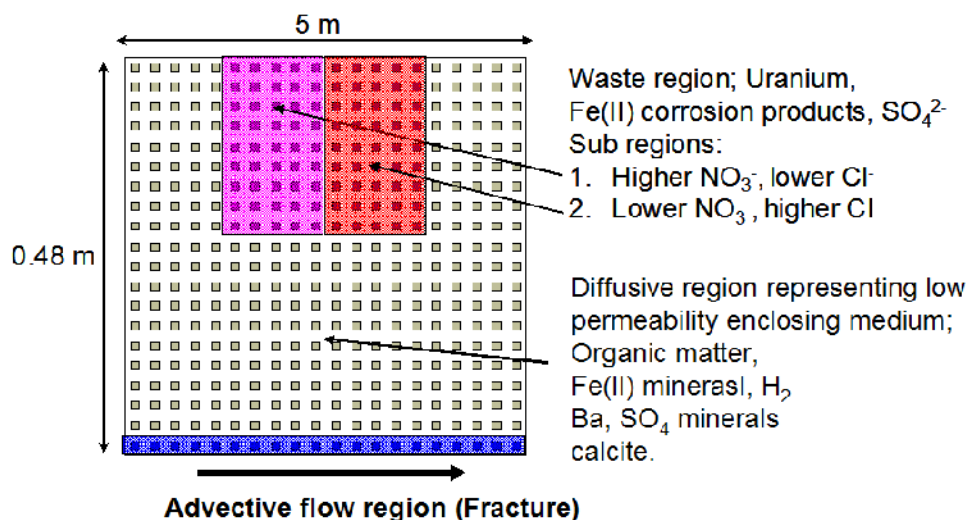 5 m
0.48 m
Waste region; Uranium,
Fe(II) corrosion products, SO₄²⁻
Sub regions:
1. Higher NO₃⁻, lower Cl⁻
2. Lower NO₃⁻, higher Cl
Diffusive region representing low
permeability enclosing medium;
Organic matter,
Fe(II) minerasl, H₂
Ba, SO₄ minerals
calcite.
Advective flow region (Fracture)